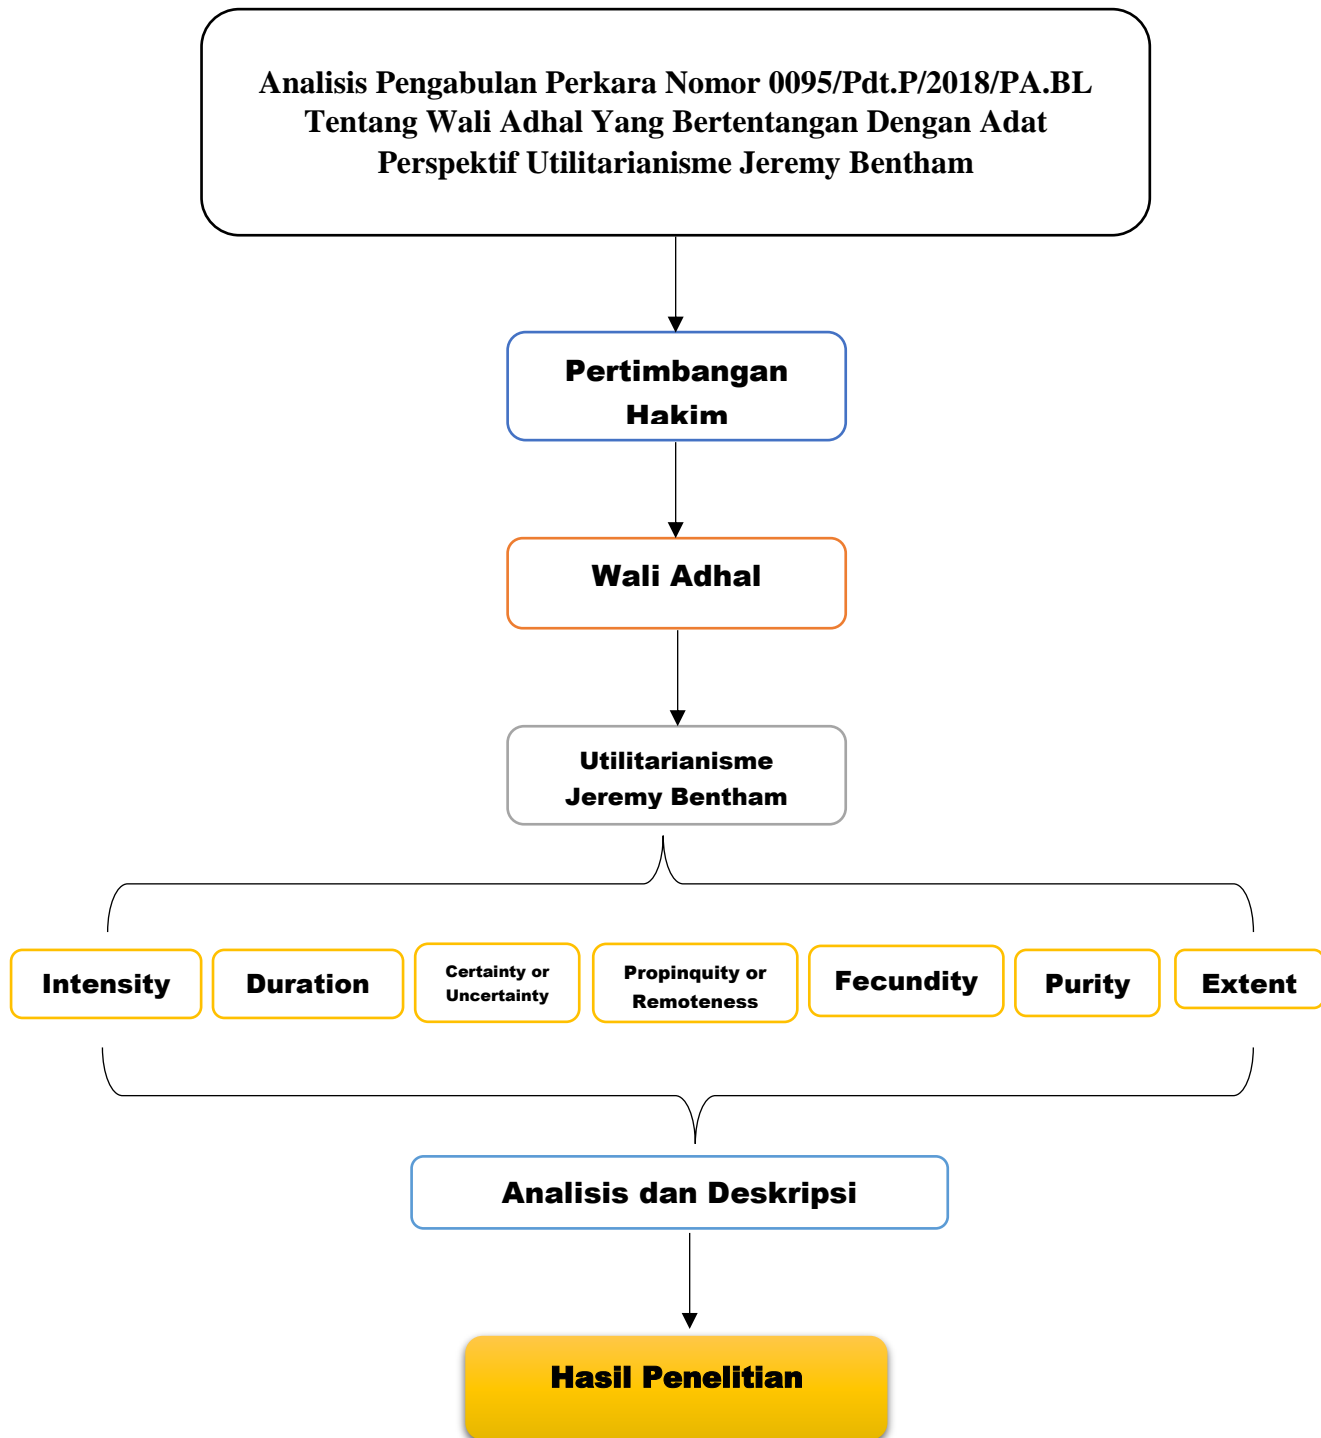 Analisis Pengabulan Perkara Nomor 0095/Pdt.P/2018/PA.BL
Tentang Wali Adhal Yang Bertentangan Dengan Adat
Perspektif Utilitarianisme Jeremy Bentham
Pertimbangan
Hakim
Wali Adhal
Utilitarianisme
Jeremy Bentham
Intensity
Duration
Certainty or
Uncertainty
Propinquity or
Remoteness
Fecundity
Purity
Extent
Analisis dan Deskripsi
Hasil Penelitian